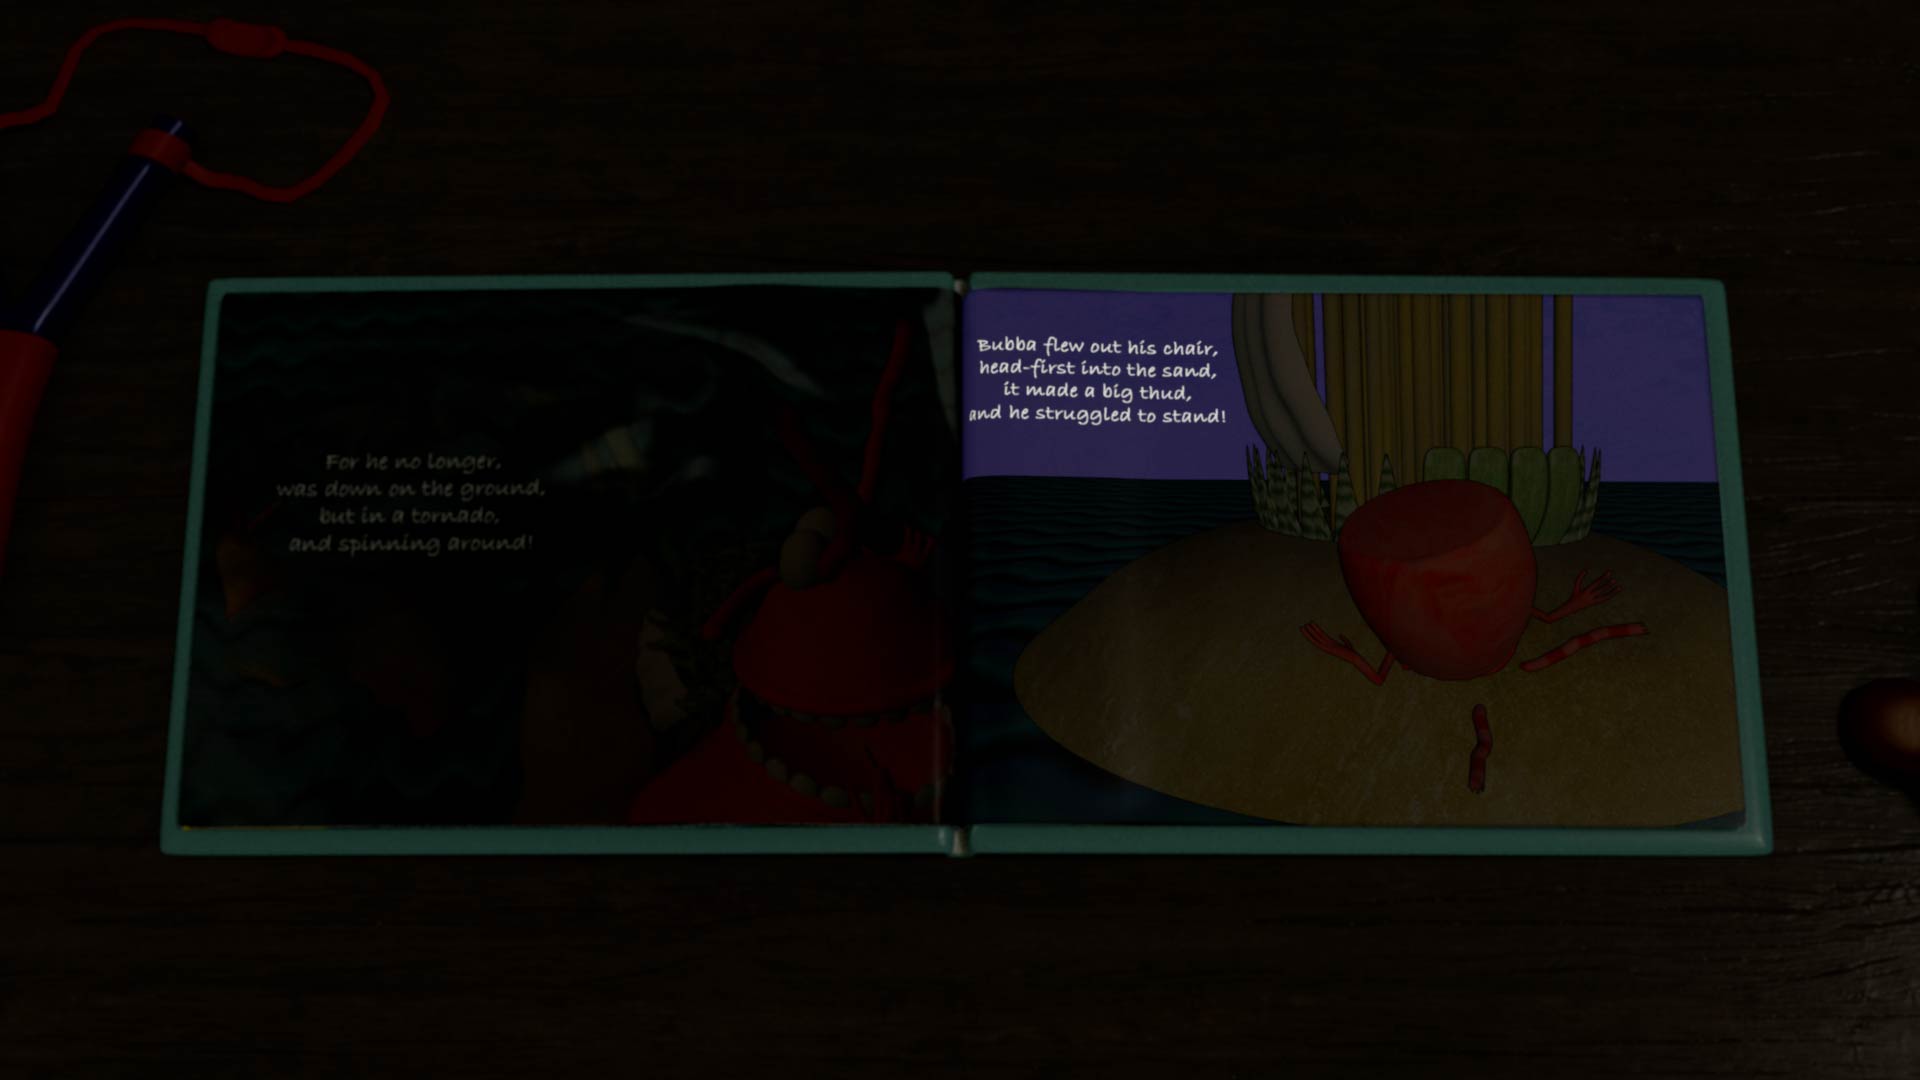 For he no longer,
was down on the ground,
but in a tornado,
and spinning around!
Bubba flew out his chair,
head-first into the sand,
it made a big thud,
and he struggled to stand!